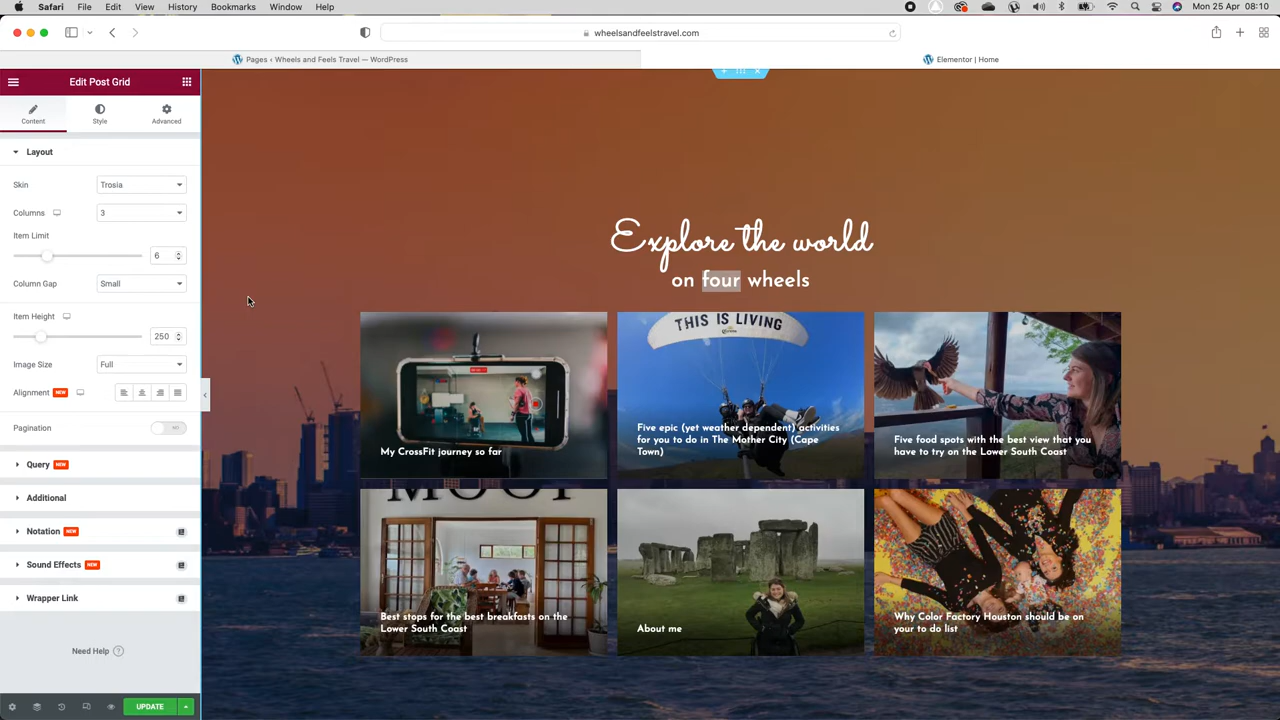 Safari File Edit View History Bookmarks Window Help Mon 25 Apr 08:10
wheelsandfeelstravel.com
Pages ‹ Wheels and Feels Travel — WordPress
Elementor | Home
Edit Post Grid
Content Style Advanced
Layout
Skin Trosia
Columns 3
Item Limit
6
Column Gap Small
Item Height
250
Image Size Full
Alignment NEW
Pagination NO
Query NEW
Additional
Notation NEW
Sound Effects NEW
Wrapper Link
Need Help ?
UPDATE
Explore the world
on four wheels
My CrossFit journey so far
THIS IS LIVING
Five epic (yet weather dependent) activities
for you to do in The Mother City (Cape
Town)
Five food spots with the best view that you
have to try on the Lower South Coast
Best stops for the best breakfasts on the
Lower South Coast
About me
Why Color Factory Houston should be on
your to do list